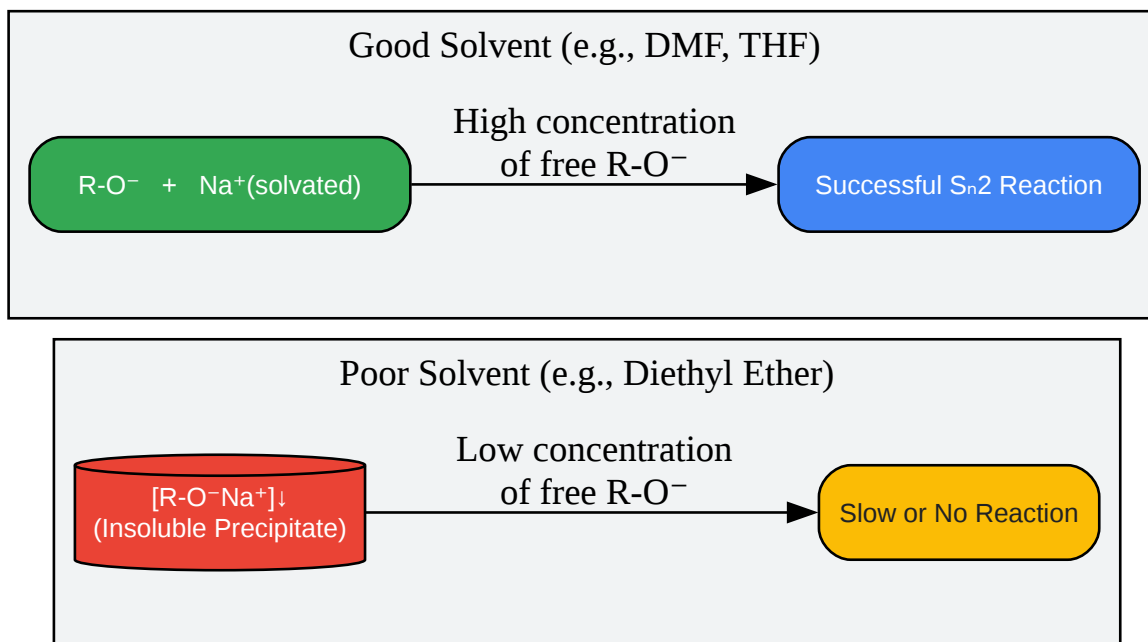 Good Solvent (e.g., DMF, THF)
High concentration
of free R-O⁻
R-O⁻ + Na⁺(solvated)
Successful Sₙ2 Reaction
Poor Solvent (e.g., Diethyl Ether)
Low concentration
of free R-O⁻
[R-O⁻Na⁺]↓
(Insoluble Precipitate)
Slow or No Reaction